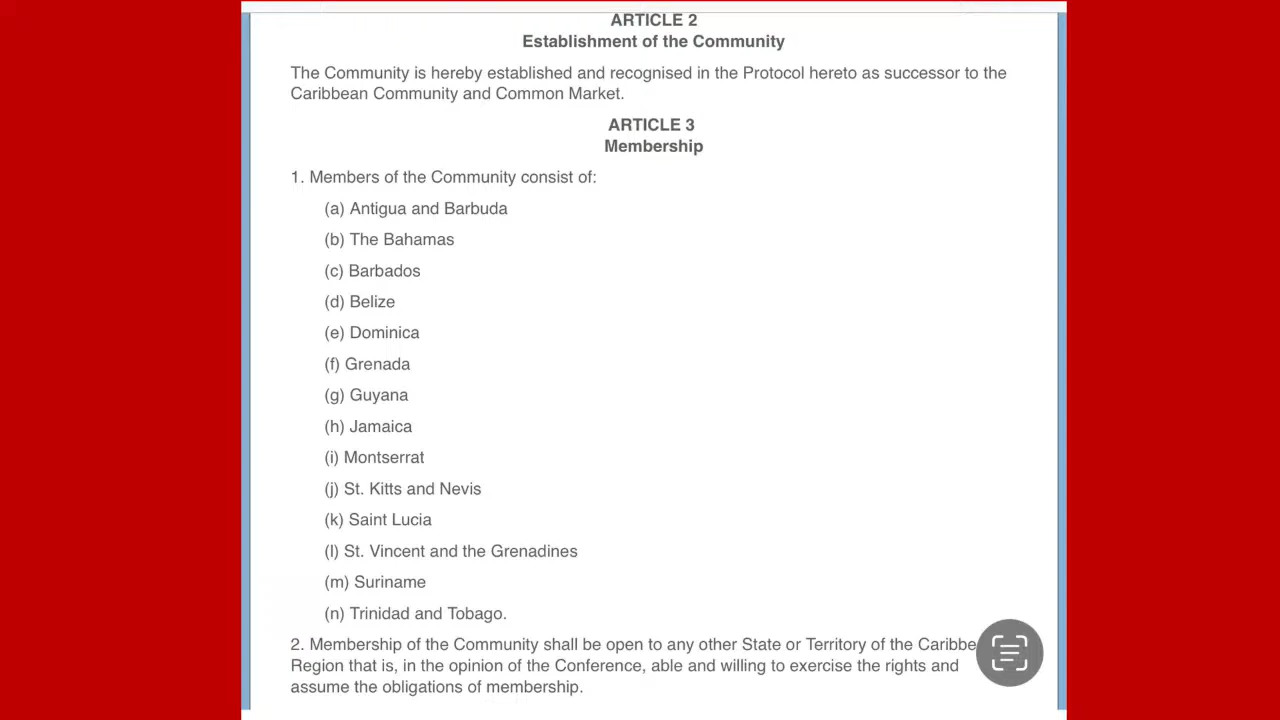 ARTICLE 2
Establishment of the Community
The Community is hereby established and recognised in the Protocol hereto as successor to the
Caribbean Community and Common Market.
ARTICLE 3
Membership
1. Members of the Community consist of:
(a) Antigua and Barbuda
(b) The Bahamas
(c) Barbados
(d) Belize
(e) Dominica
(f) Grenada
(g) Guyana
(h) Jamaica
(i) Montserrat
(j) St. Kitts and Nevis
(k) Saint Lucia
(l) St. Vincent and the Grenadines
(m) Suriname
(n) Trinidad and Tobago.
2. Membership of the Community shall be open to any other State or Territory of the
Region that is, in the opinion of the Conference, able and willing to exercise the rights and
assume the obligations of membership.